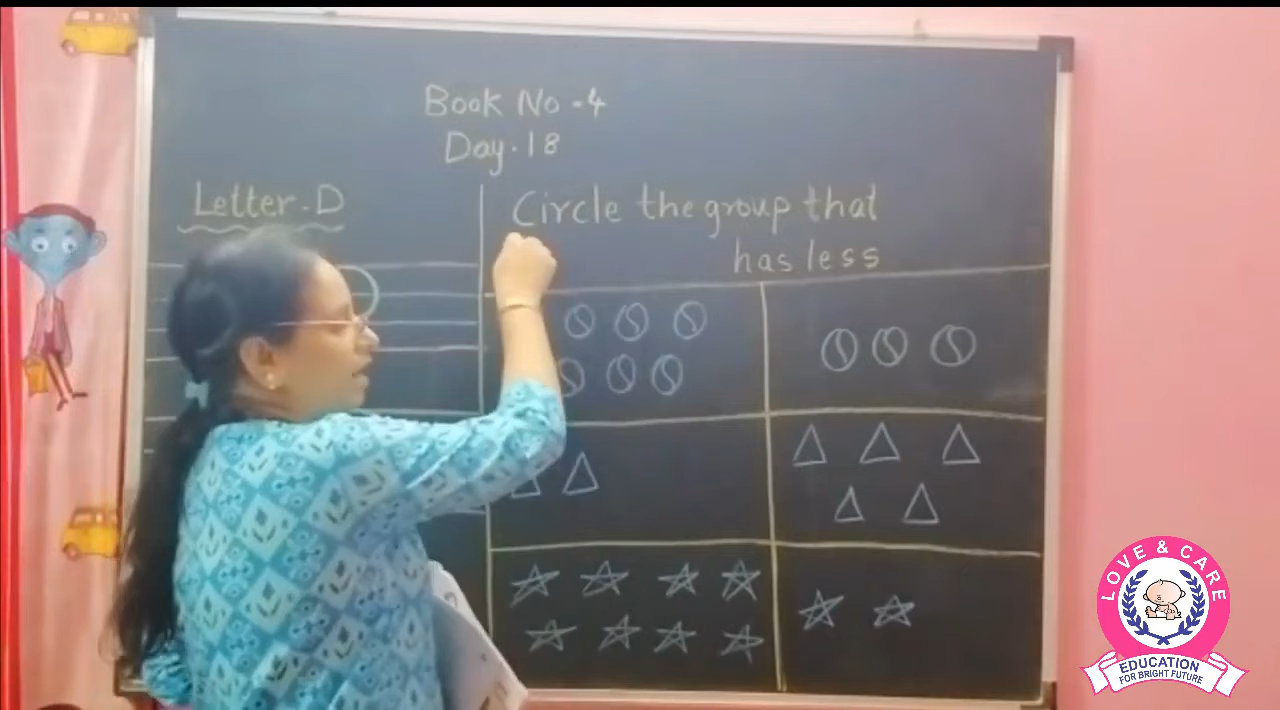 Book No -4
Day. 18
Letter. D
Circle the group that
has less
LOVE & CARE
EDUCATION
FOR BRIGHT FUTURE